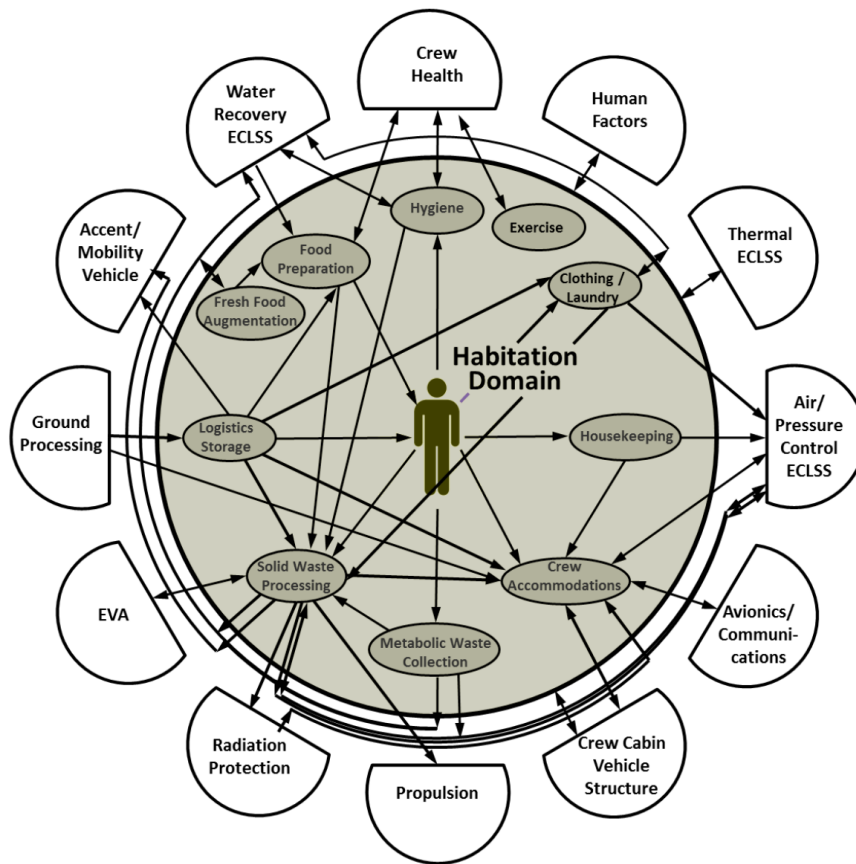 Crew
Health
Water
Recovery
ECLSS
Human
Factors
Accent/
Mobility
Vehicle
Thermal
ECLSS
Hygiene
Exercise
Food
Preparation
Fresh Food
Augmentation
Clothing /
Laundry
Habitation
Domain
Ground
Processing
Logistics
Storage
Housekeeping
Air/
Pressure
Control
ECLSS
Solid Waste
Processing
Crew
Accommodations
EVA
Metabolic Waste
Collection
Avionics/
Communi-
cations
Radiation
Protection
Propulsion
Crew Cabin
Vehicle
Structure